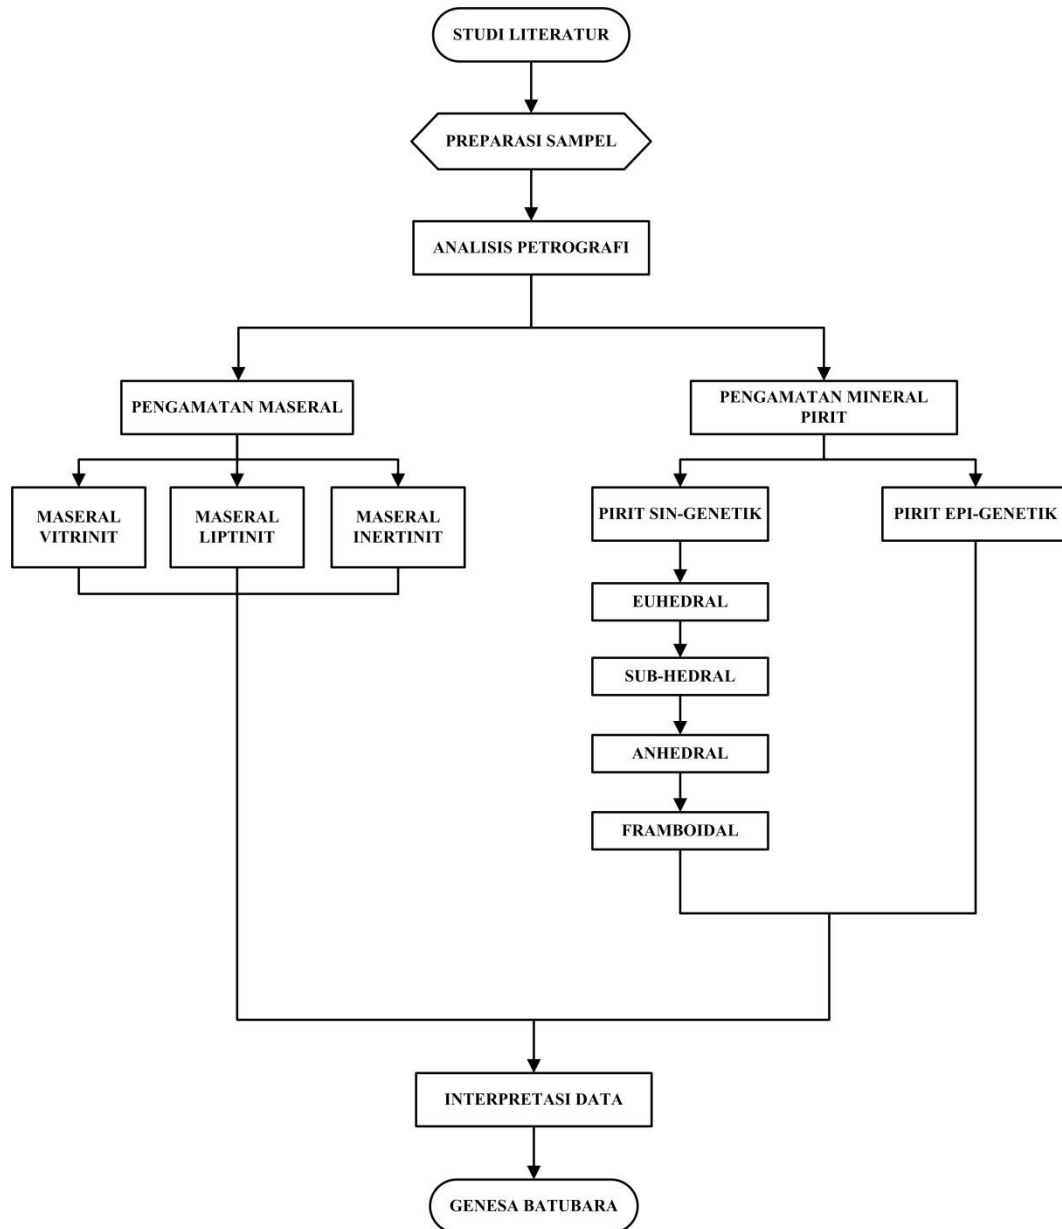 STUDI LITERATUR
PREPARASI SAMPEL
ANALISIS PETROGRAFI
PENGAMATAN MASERAL
PENGAMATAN MINERAL
PIRIT
MASERAL
VITRINIT
MASERAL
LIPTINIT
MASERAL
INERTINIT
PIRIT SIN-GENETIK
PIRIT EPI-GENETIK
EUHEDRAL
SUB-HEDRAL
ANHEDRAL
FRAMBOIDAL
INTERPRETASI DATA
GENESA BATUBARA